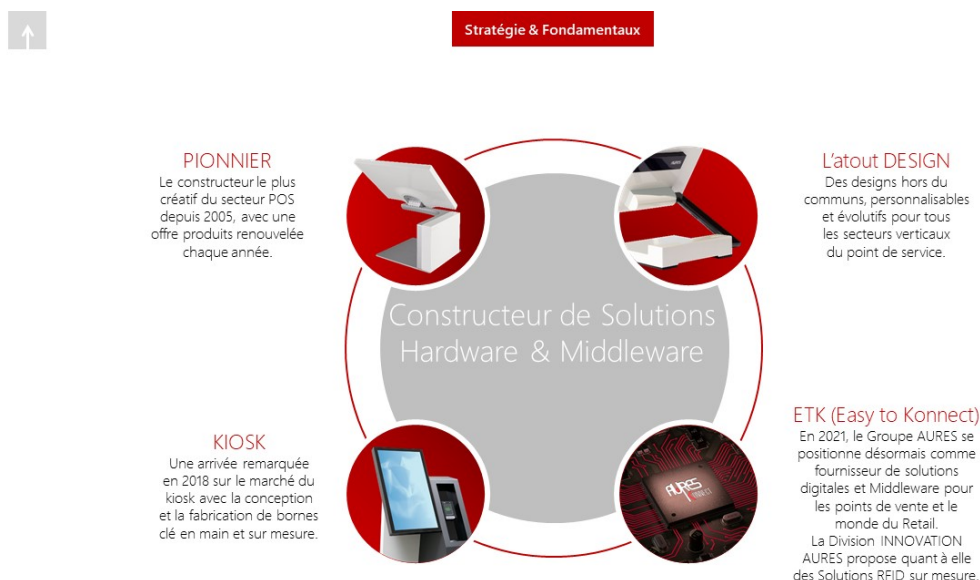 Stratégie & Fondamentaux
PIONNIER
Le constructeur le plus
créatif du secteur POS
depuis 2005, avec une
offre produits renouvelée
chaque année.
L'atout DESIGN
Des designs hors du
communs, personnalisables
et évolutifs pour tous
les secteurs verticaux
du point de service.
Constructeur de Solutions
Hardware & Middleware
KIOSK
Une arrivée remarquée
en 2018 sur le marché du
kiosk avec la conception
et la fabrication de bornes
clé en main et sur mesure.
ETK (Easy to Konnect)
En 2021, le Groupe AURES se
positionne désormais comme
fournisseur de solutions
digitales et Middleware pour
les points de vente et le
monde du Retail.
La Division INNOVATION
AURES propose quant à elle
des Solutions RFID sur mesure.
AURES